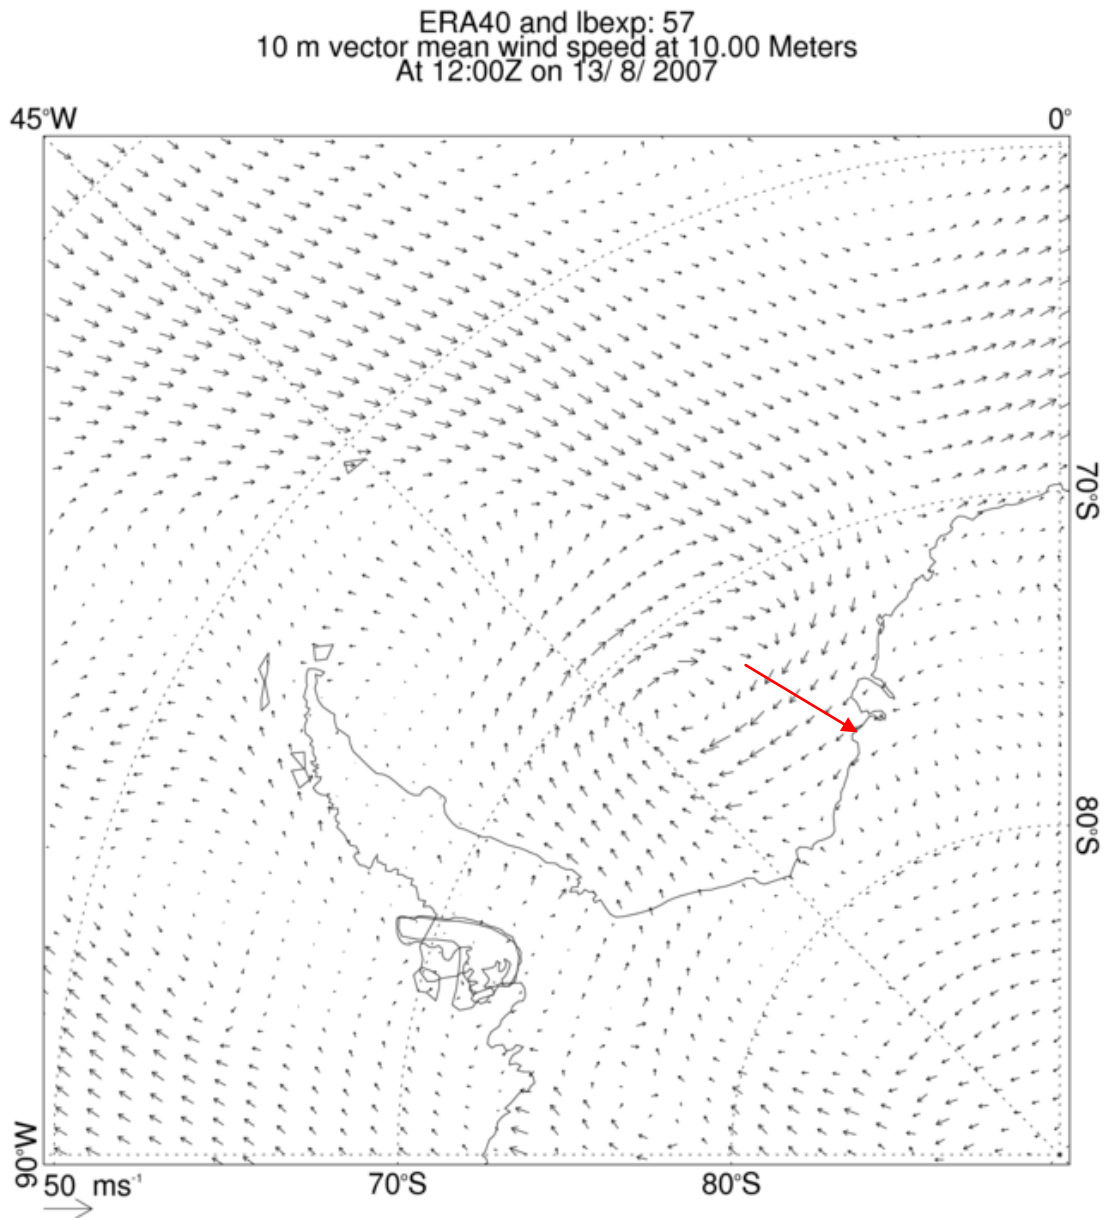 ERA40 and lbexp: 57
10 m vector mean wind speed at 10.00 Meters
At 12:00Z on 13/ 8/ 2007
45°W
0°
70°S
80°S
90°W
50 ms-1
70°S
80°S